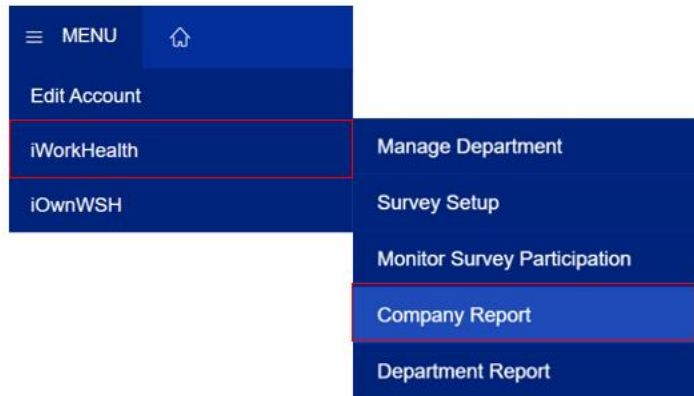 MENU
Edit Account
iWorkHealth
iOwnWSH
Manage Department
Survey Setup
Monitor Survey Participation
Company Report
Department Report